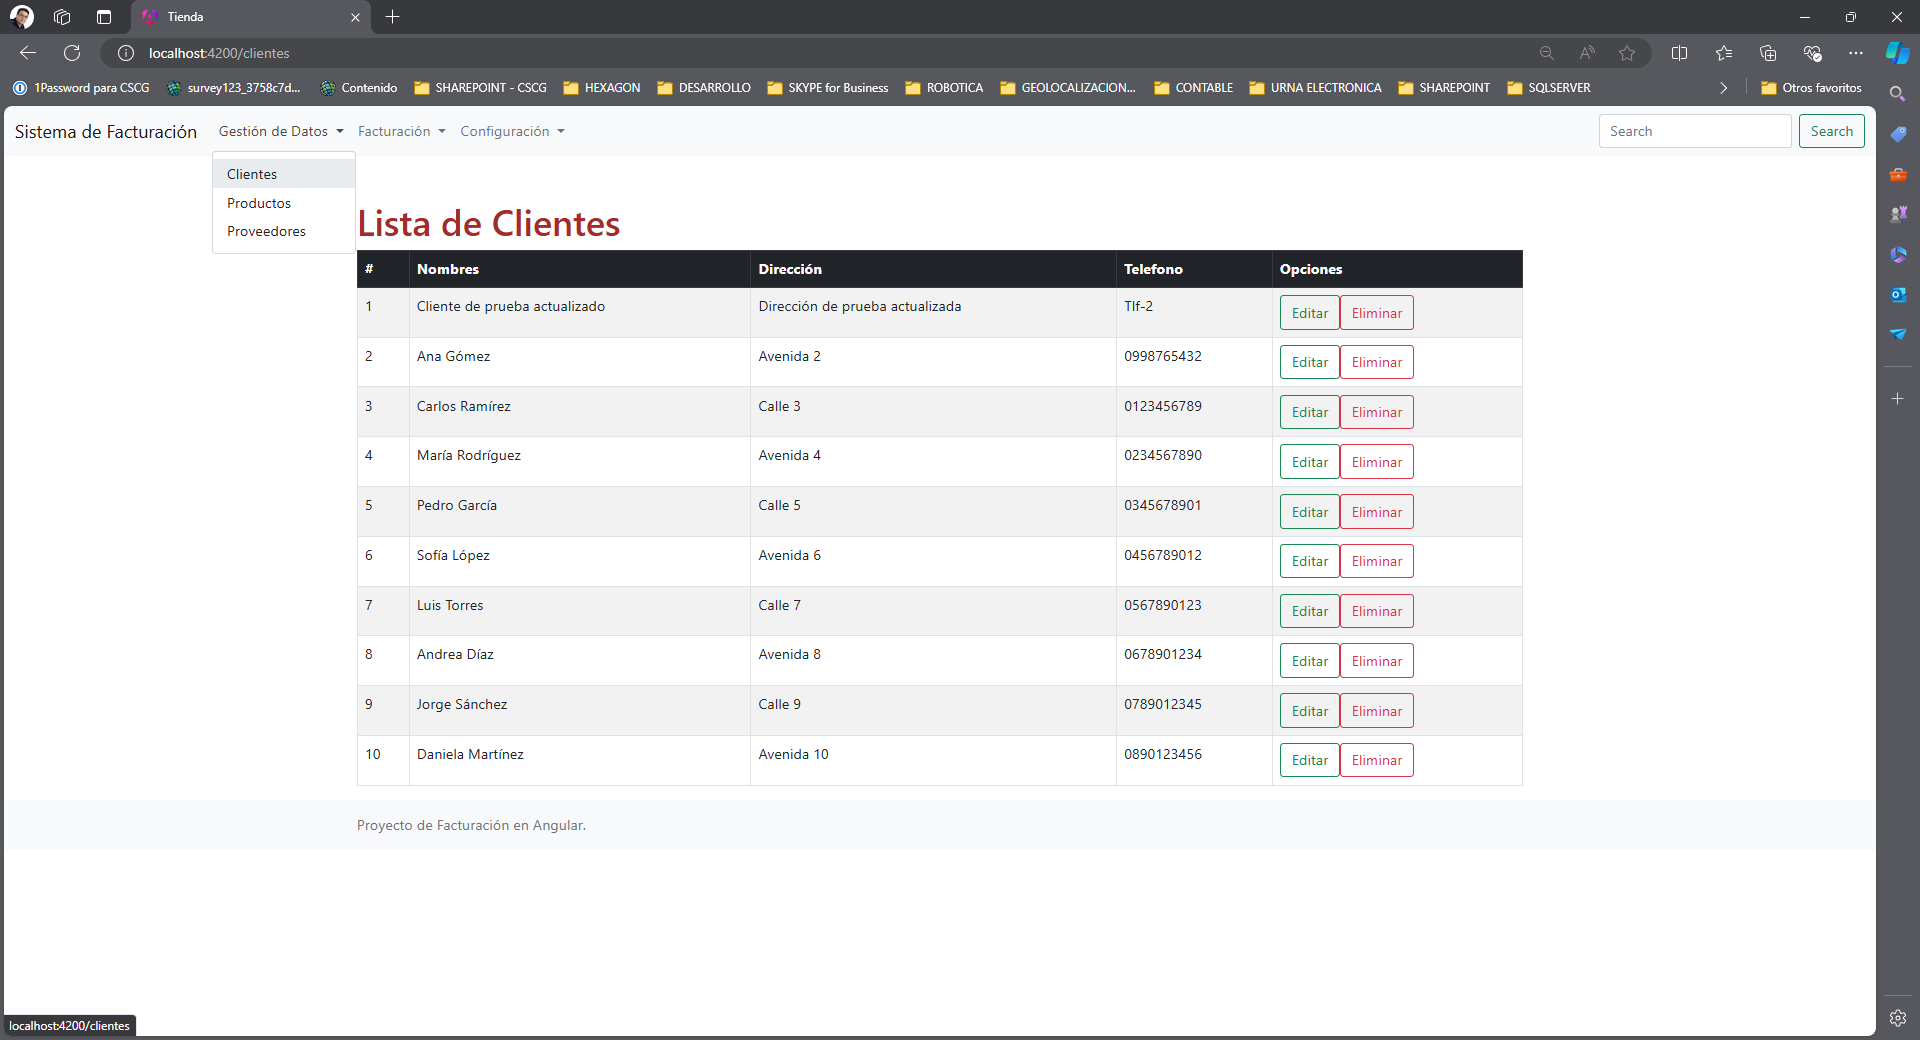 Tienda
localhost:4200/clientes
1Password para CSCG survey123_3758c7d... Contenido SHAREPOINT - CSCG HEXAGON DESARROLLO SKYPE for Business ROBOTICA GEOLOCALIZACION... CONTABLE URNA ELECTRONICA SHAREPOINT SQLSERVER Otros favoritos
Sistema de Facturación Gestión de Datos Facturación Configuración Search Search
Clientes
Productos
Proveedores
Lista de Clientes
# Nombres Dirección Telefono Opciones
1 Cliente de prueba actualizado Dirección de prueba actualizada Tlf-2 Editar Eliminar
2 Ana Gómez Avenida 2 0998765432 Editar Eliminar
3 Carlos Ramírez Calle 3 0123456789 Editar Eliminar
4 María Rodríguez Avenida 4 0234567890 Editar Eliminar
5 Pedro García Calle 5 0345678901 Editar Eliminar
6 Sofía López Avenida 6 0456789012 Editar Eliminar
7 Luis Torres Calle 7 0567890123 Editar Eliminar
8 Andrea Díaz Avenida 8 0678901234 Editar Eliminar
9 Jorge Sánchez Calle 9 0789012345 Editar Eliminar
10 Daniela Martínez Avenida 10 0890123456 Editar Eliminar
Proyecto de Facturación en Angular.
localhost:4200/clientes